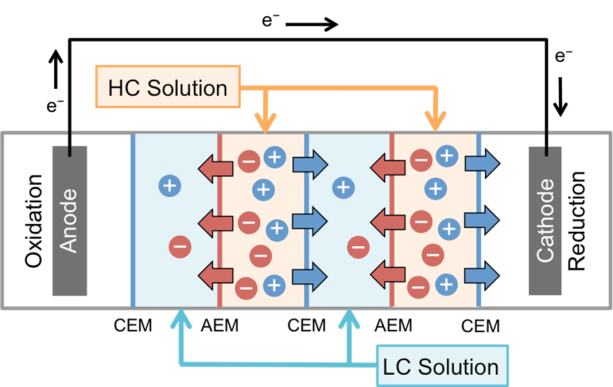 e⁻
e⁻
e⁻
HC Solution
Oxidation
Anode
Cathode
Reduction
+
−
− +
+
−
+
−
− +
+
−
− +
+
−
+
−
− +
CEM AEM CEM AEM CEM
LC Solution